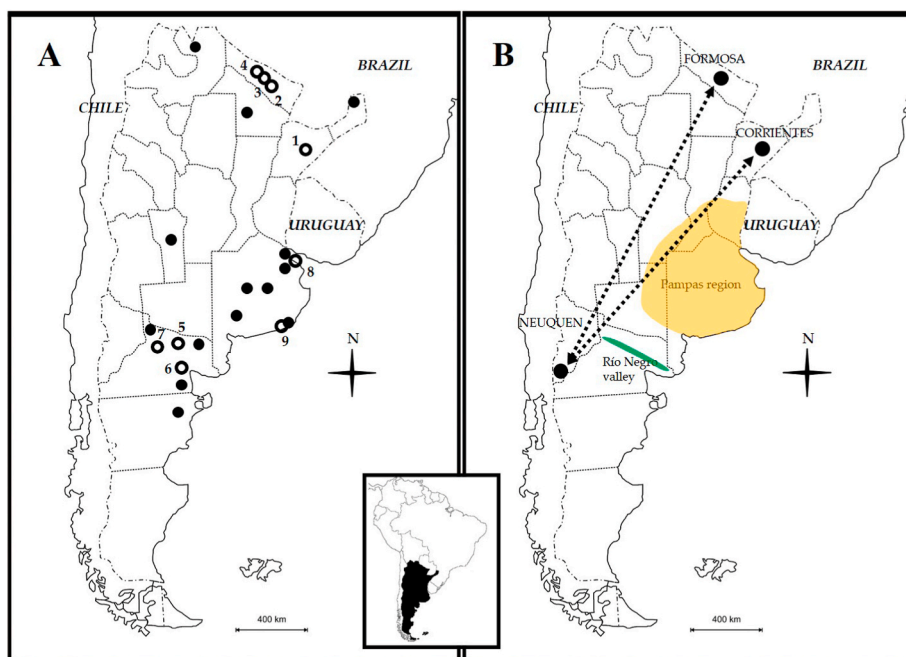 A
4
3
2
BRAZIL
CHILE
1
URUGUAY
8
5
7
9
6
N
400 km
B
FORMOSA
BRAZIL
CHILE
CORRIENTES
URUGUAY
Pampas region
NEUQUEN
Río Negro
valley
N
400 km